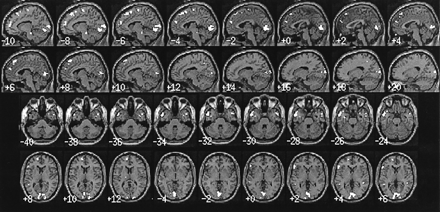 -10 -8 -6 -4 -2 +0 +2 +4
+6 +8 +10 +12 +14 +16 +18 +20
-40 -38 -36 -34 -32 -30 -28 -26 -24
+8 +10 +12 -4 -2 +0 +2 +4 +6